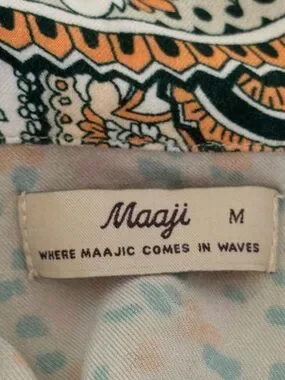 Maaji M
WHERE MAAJIC COMES IN WAVES